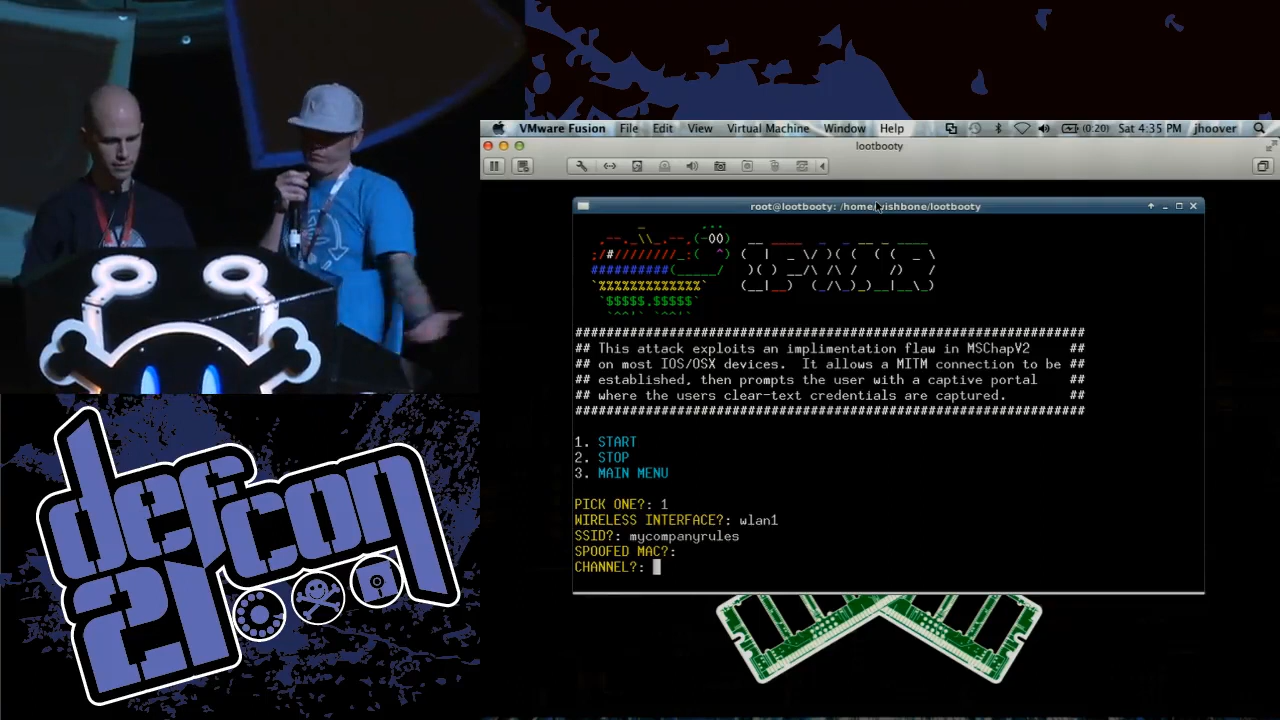 VMware Fusion File Edit View Virtual Machine Window Help (0:20) Sat 4:35 PM jhoover
lootbooty
root@lootbooty: /home/wishbone/lootbooty
################################################################
## This attack exploits an implimentation flaw in MSChapV2 ##
## on most IOS/OSX devices. It allows a MITM connection to be ##
## established, then prompts the user with a captive portal ##
## where the users clear-text credentials are captured. ##
################################################################
1. START
2. STOP
3. MAIN MENU
PICK ONE?: 1
WIRELESS INTERFACE?: wlan1
SSID?: mycompanyrules
SPOOFED MAC?:
CHANNEL?:
defcon
21